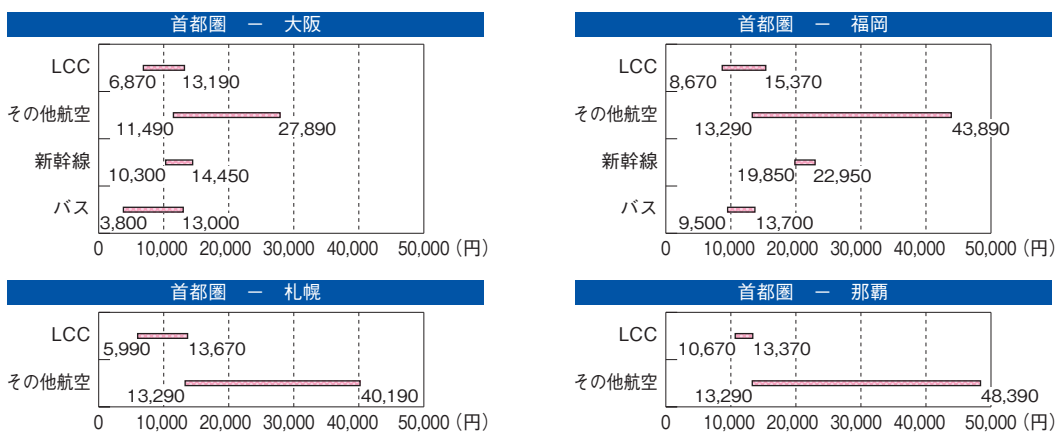 首都圏　－　大阪
LCC
6,870 13,190
その他航空
11,490 27,890
新幹線
10,300 14,450
バス
3,800 13,000
0 10,000 20,000 30,000 40,000 50,000 (円)
首都圏　－　福岡
LCC
8,670 15,370
その他航空
13,290 43,890
新幹線
19,850 22,950
バス
9,500 13,700
0 10,000 20,000 30,000 40,000 50,000 (円)
首都圏　－　札幌
LCC
5,990 13,670
その他航空
13,290 40,190
0 10,000 20,000 30,000 40,000 50,000 (円)
首都圏　－　那覇
LCC
10,670 13,370
その他航空
13,290 48,390
0 10,000 20,000 30,000 40,000 50,000 (円)